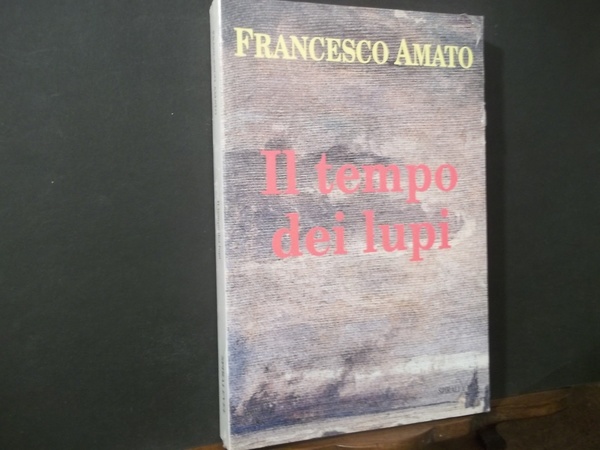 FRANCESCO AMATO
Il tempo
dei lupi